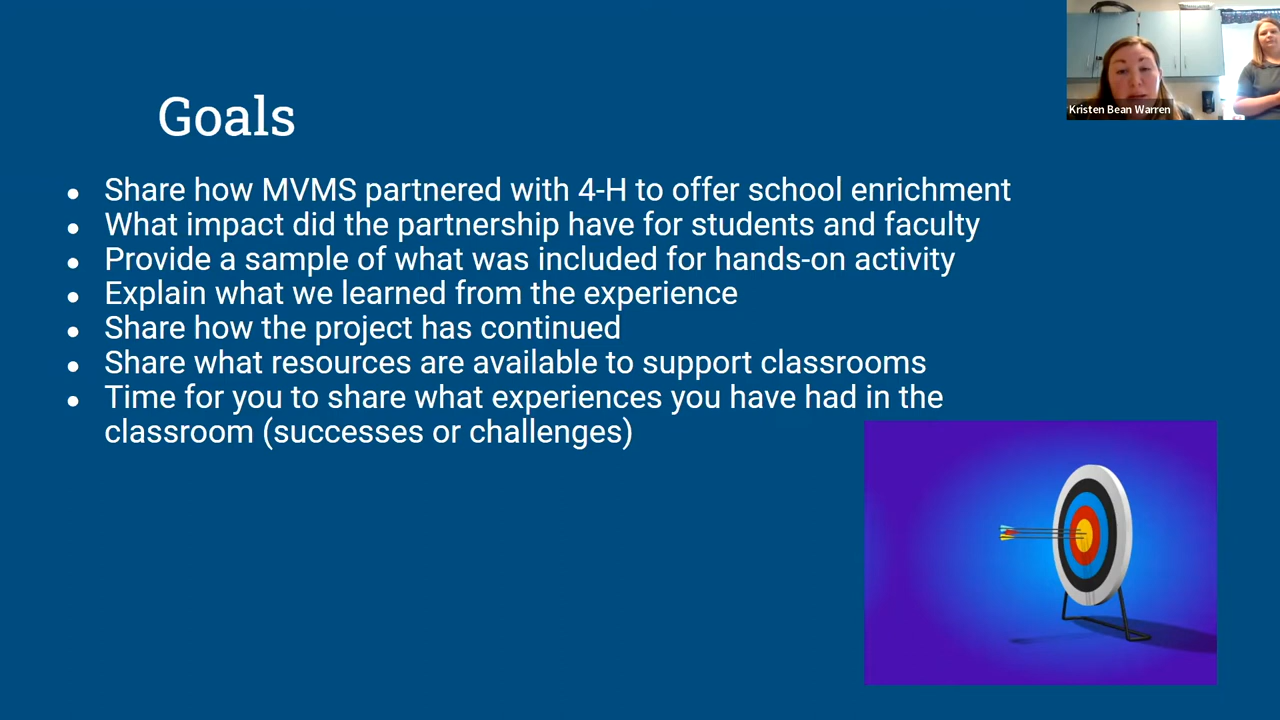 Kristen Bean Warren
Goals
● Share how MVMS partnered with 4-H to offer school enrichment
● What impact did the partnership have for students and faculty
● Provide a sample of what was included for hands-on activity
● Explain what we learned from the experience
● Share how the project has continued
● Share what resources are available to support classrooms
● Time for you to share what experiences you have had in the
classroom (successes or challenges)